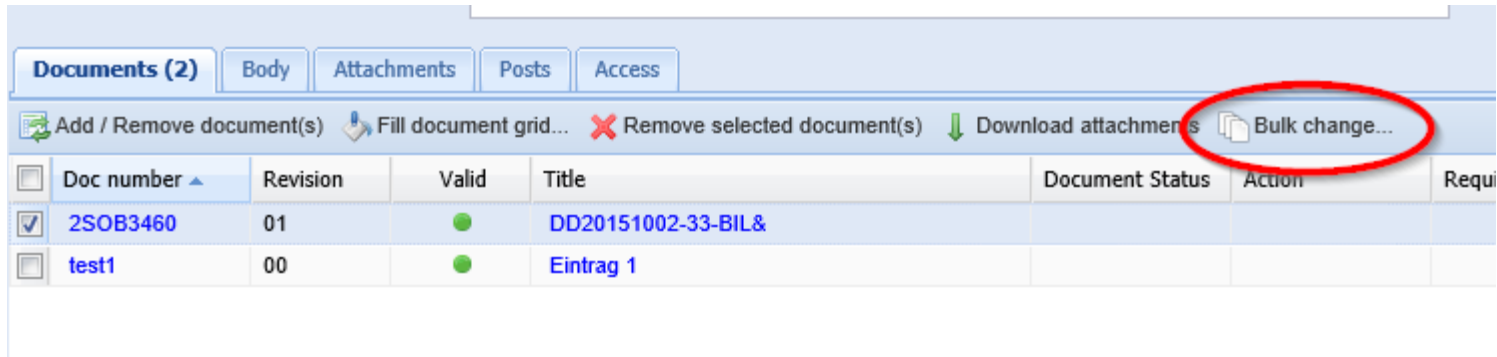 Documents (2) Body Attachments Posts Access
Add / Remove document(s) Fill document grid... Remove selected document(s) Download attachments Bulk change...
Doc number Revision Valid Title Document Status Action Requi
2SOB3460 01 DD20151002-33-BIL&
test1 00 Eintrag 1